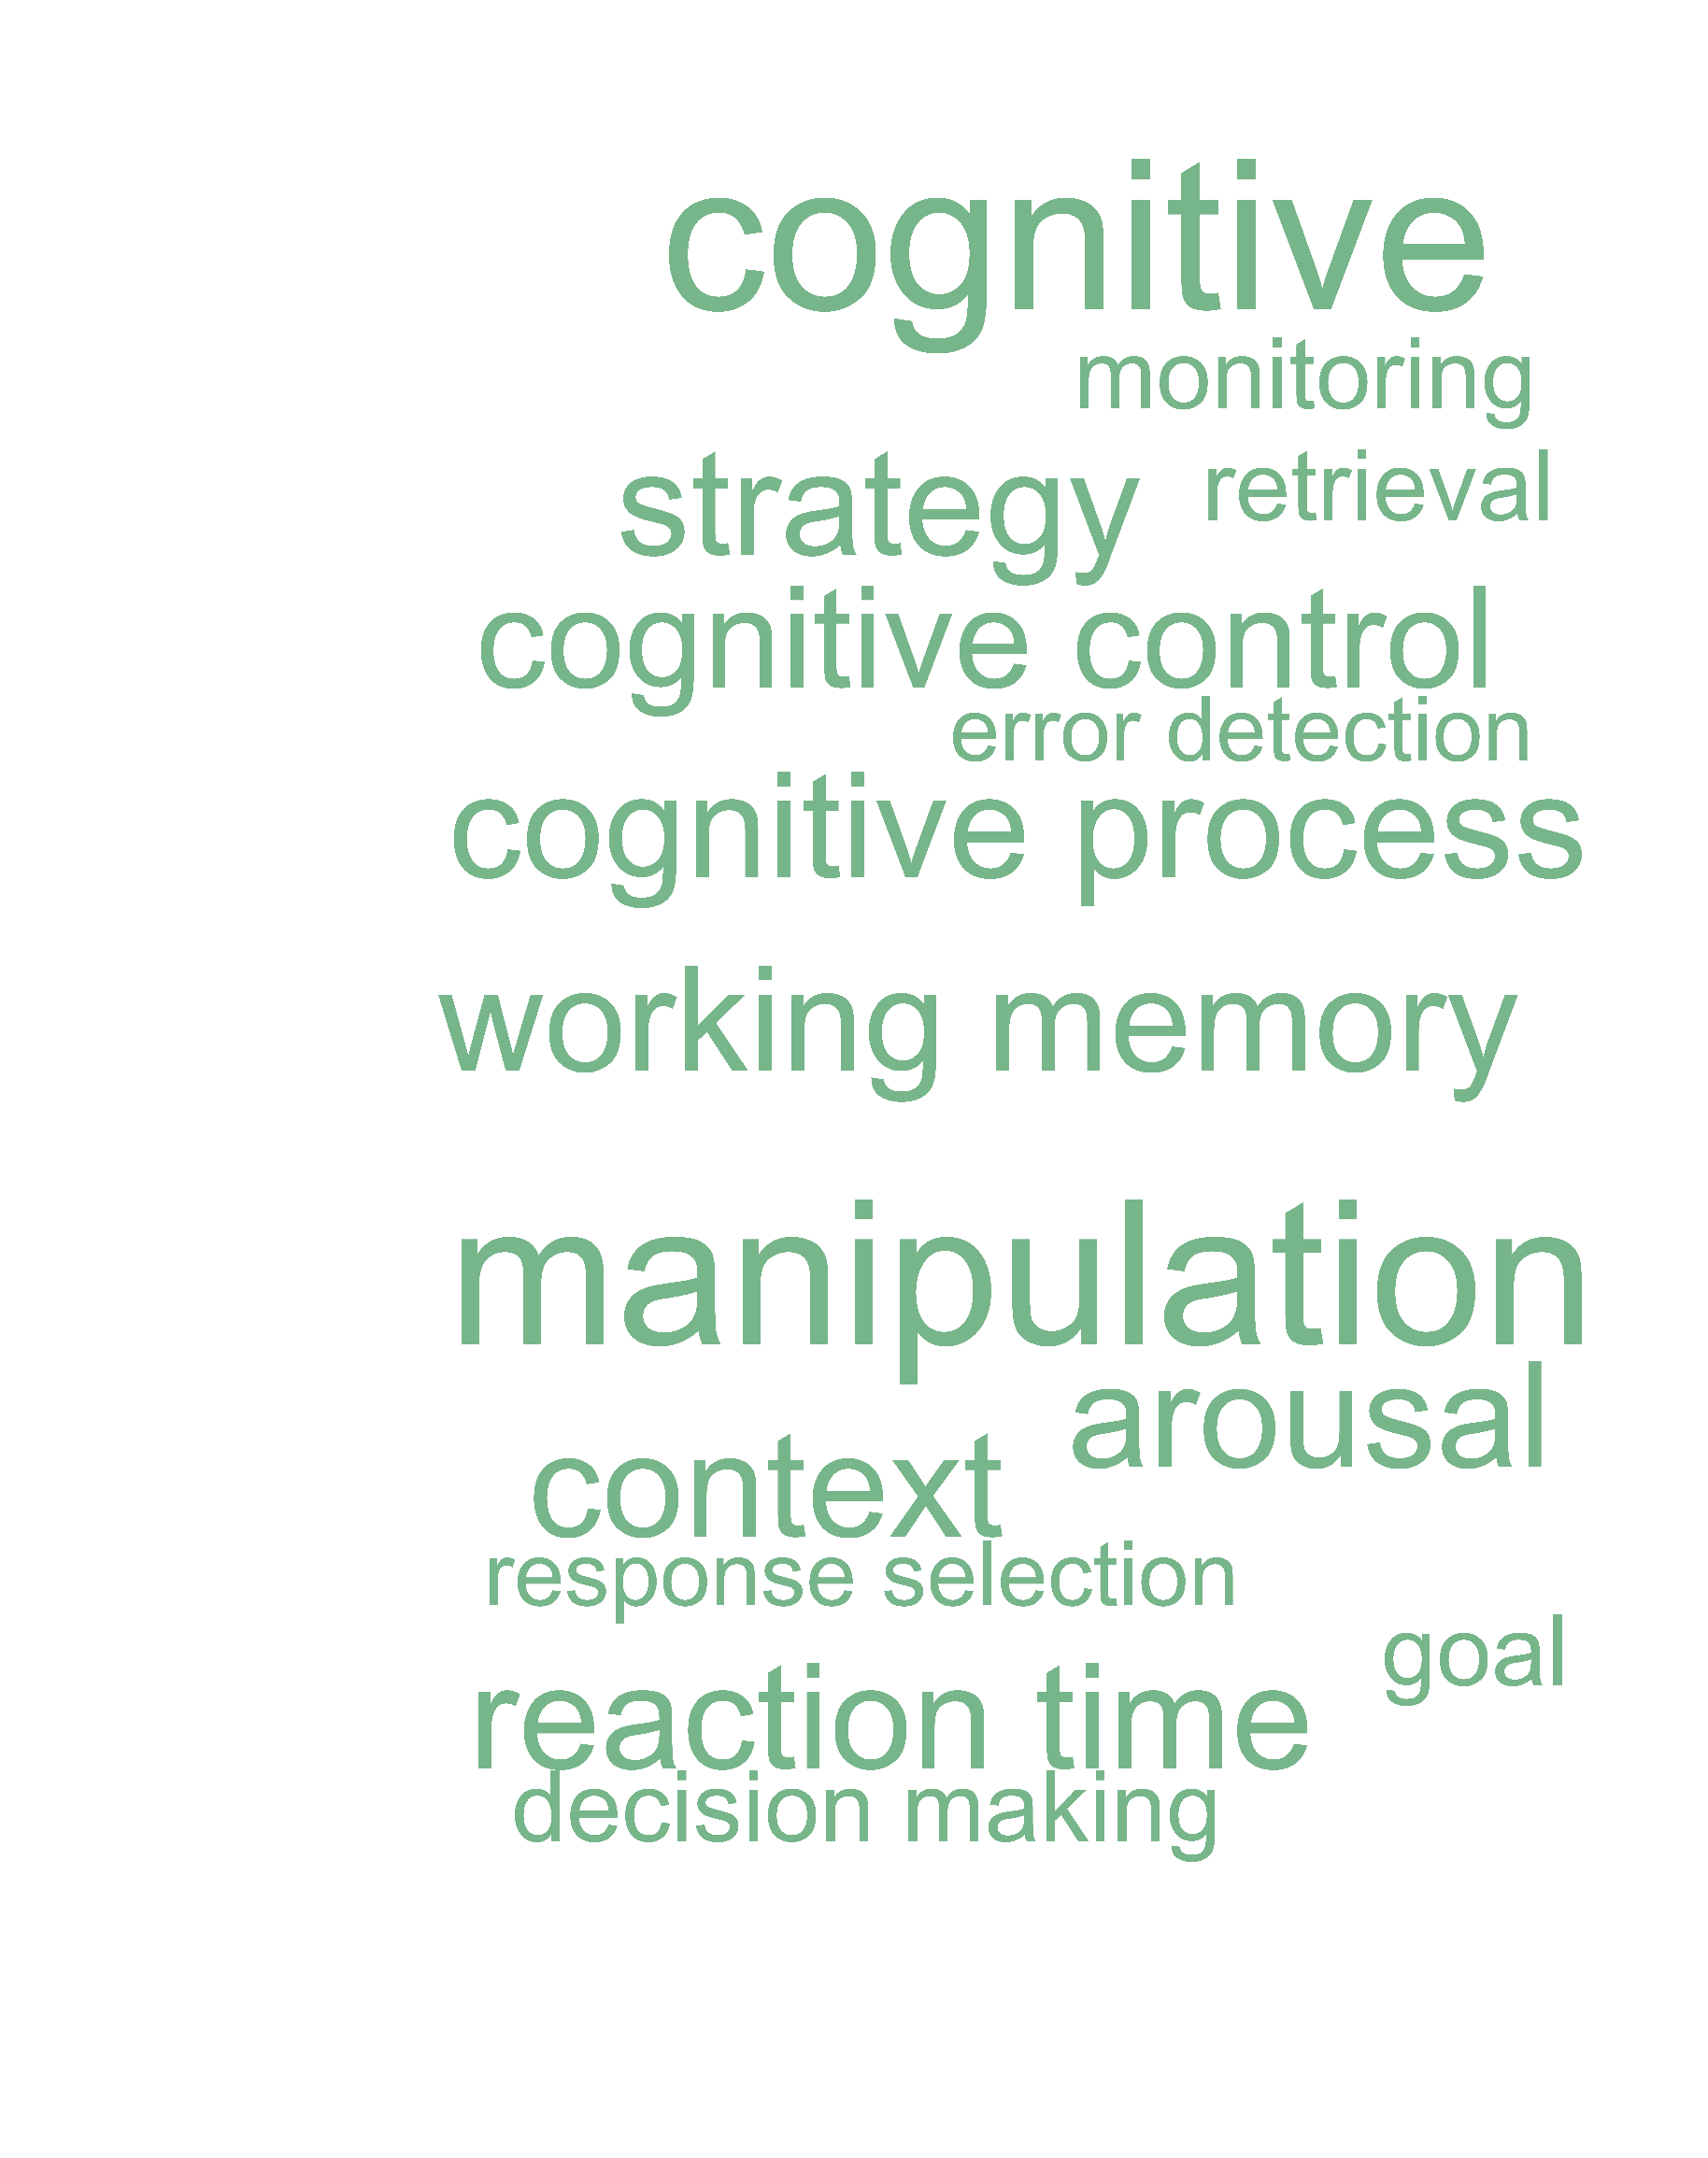 cognitive
monitoring
strategy
retrieval
cognitive control
error detection
cognitive process
working memory
manipulation
arousal
context
response selection
goal
reaction time
decision making